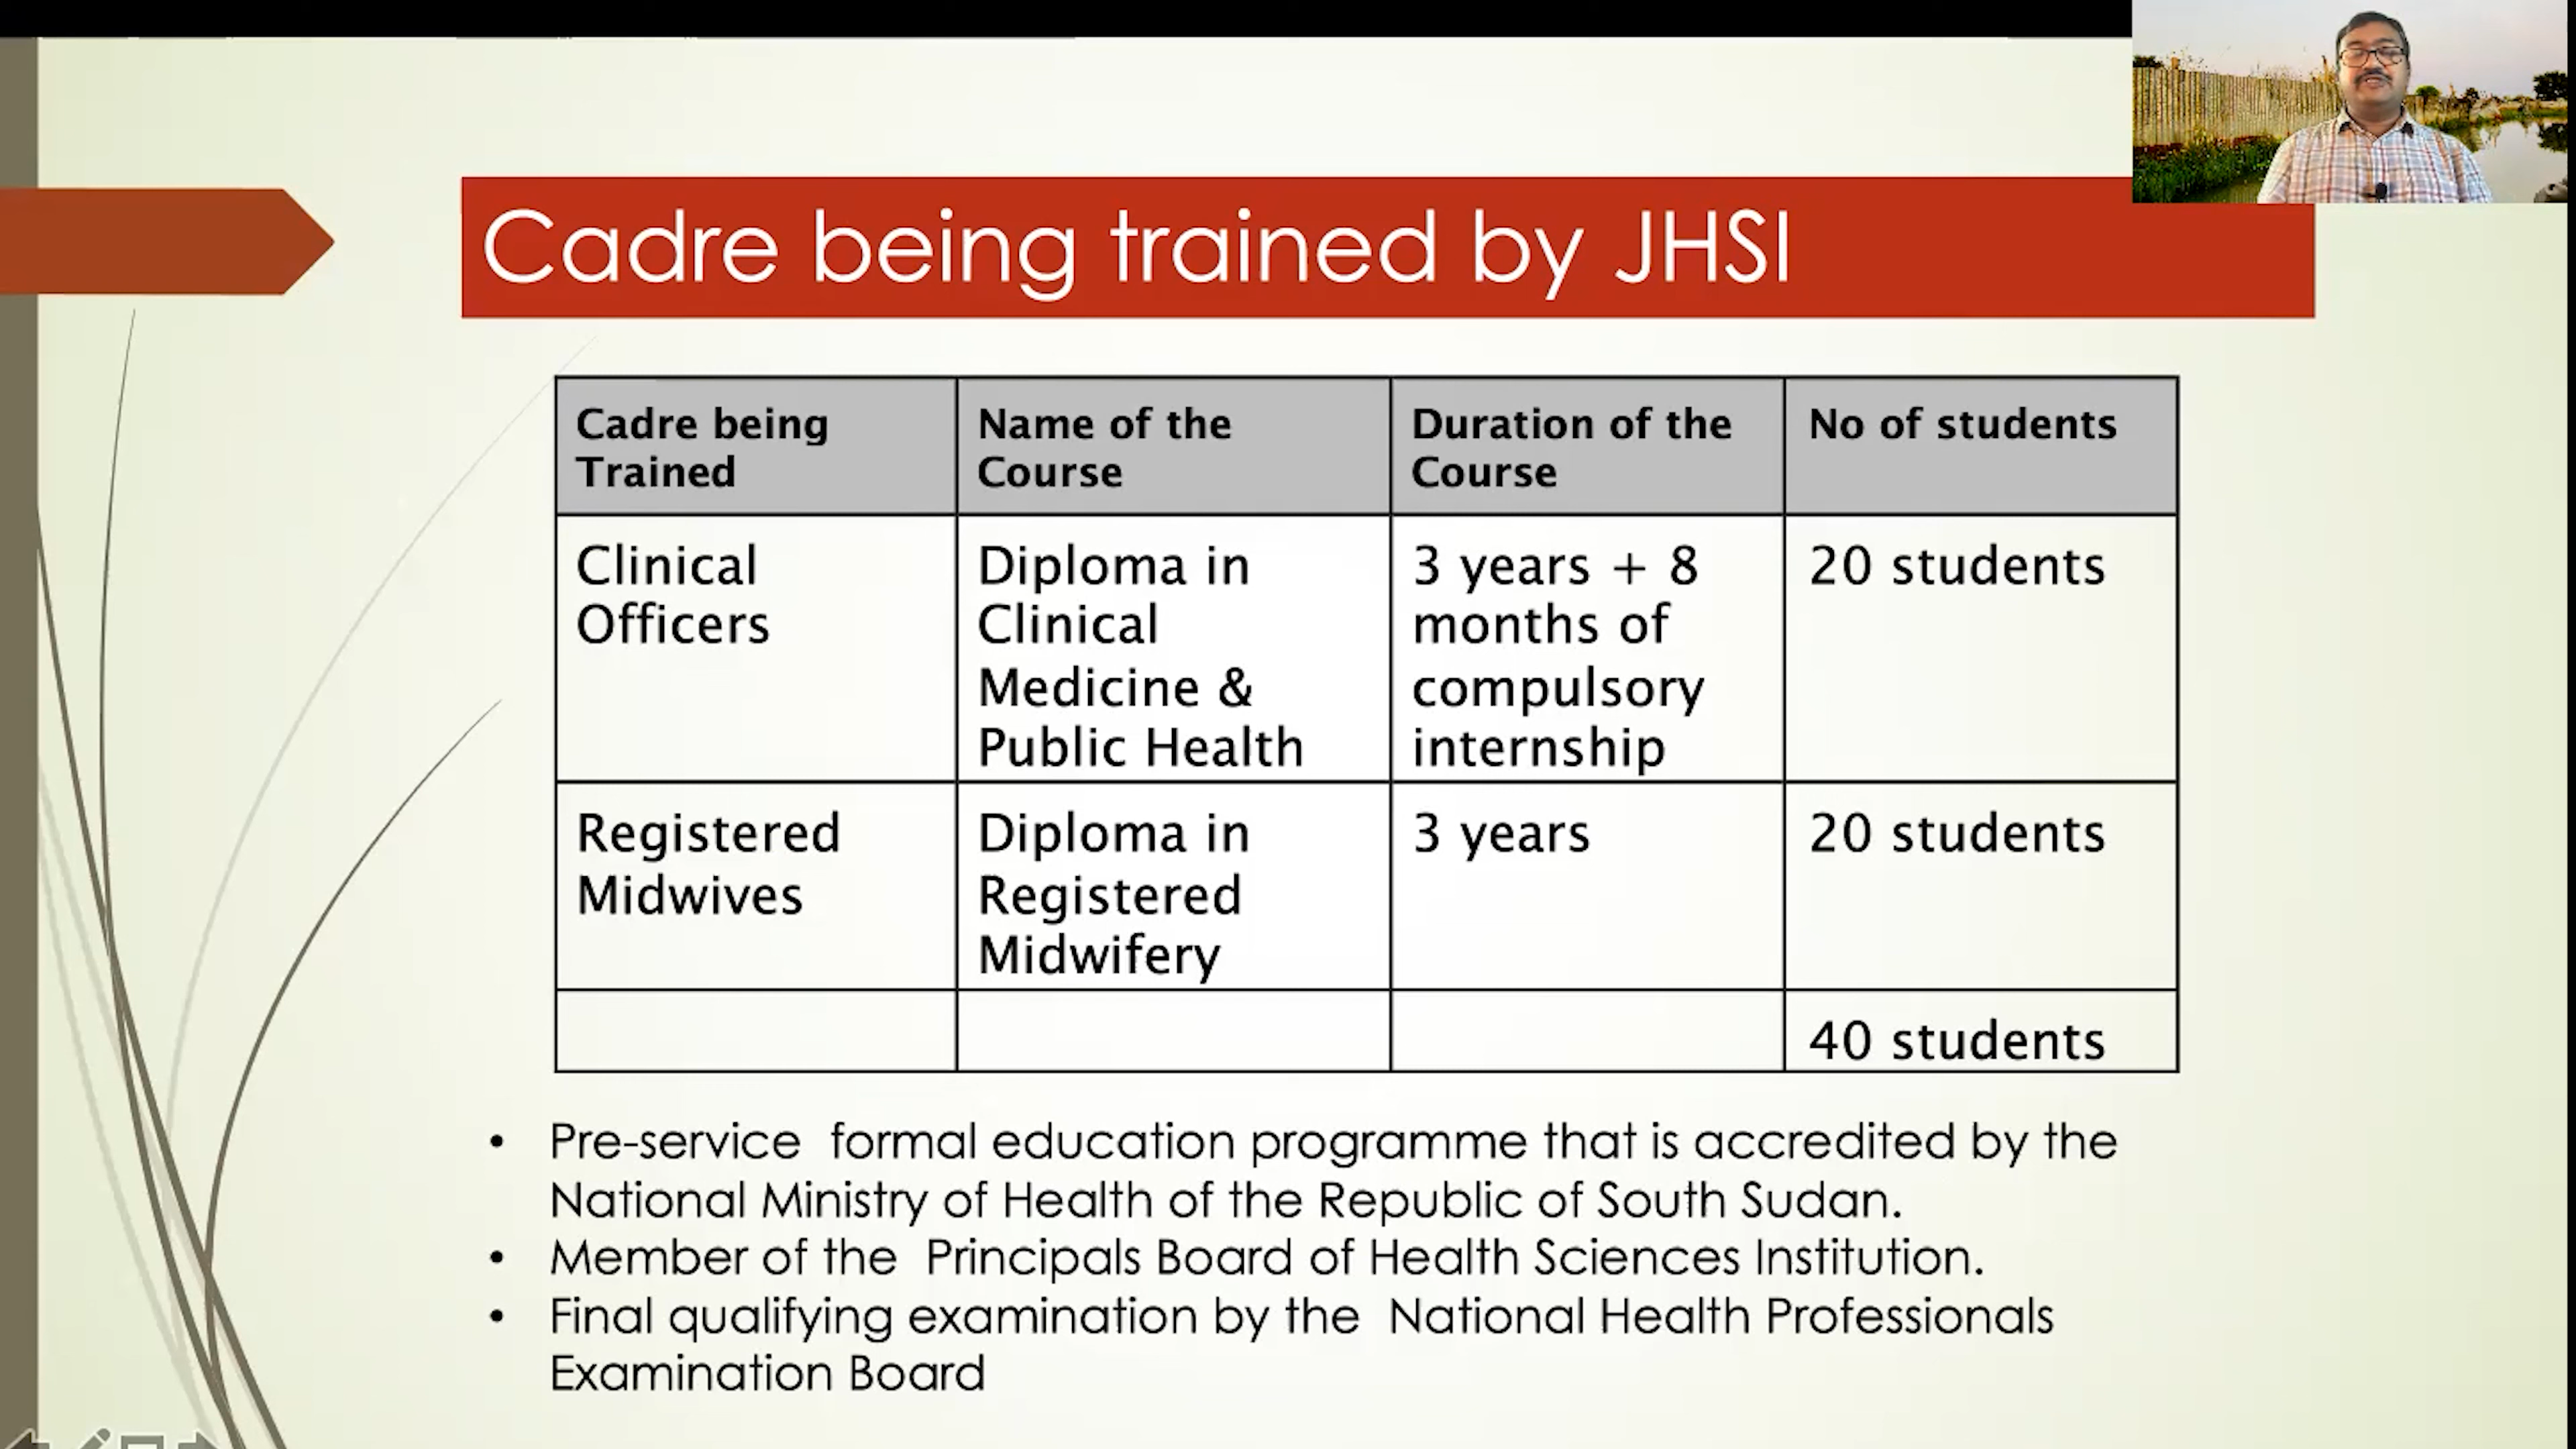 Cadre being trained by JHSI
Cadre being
Trained
Name of the
Course
Duration of the
Course
No of students
Clinical
Officers
Diploma in
Clinical
Medicine &
Public Health
3 years + 8
months of
compulsory
internship
20 students
Registered
Midwives
Diploma in
Registered
Midwifery
3 years
20 students
40 students
• Pre-service formal education programme that is accredited by the
National Ministry of Health of the Republic of South Sudan.
• Member of the Principals Board of Health Sciences Institution.
• Final qualifying examination by the National Health Professionals
Examination Board